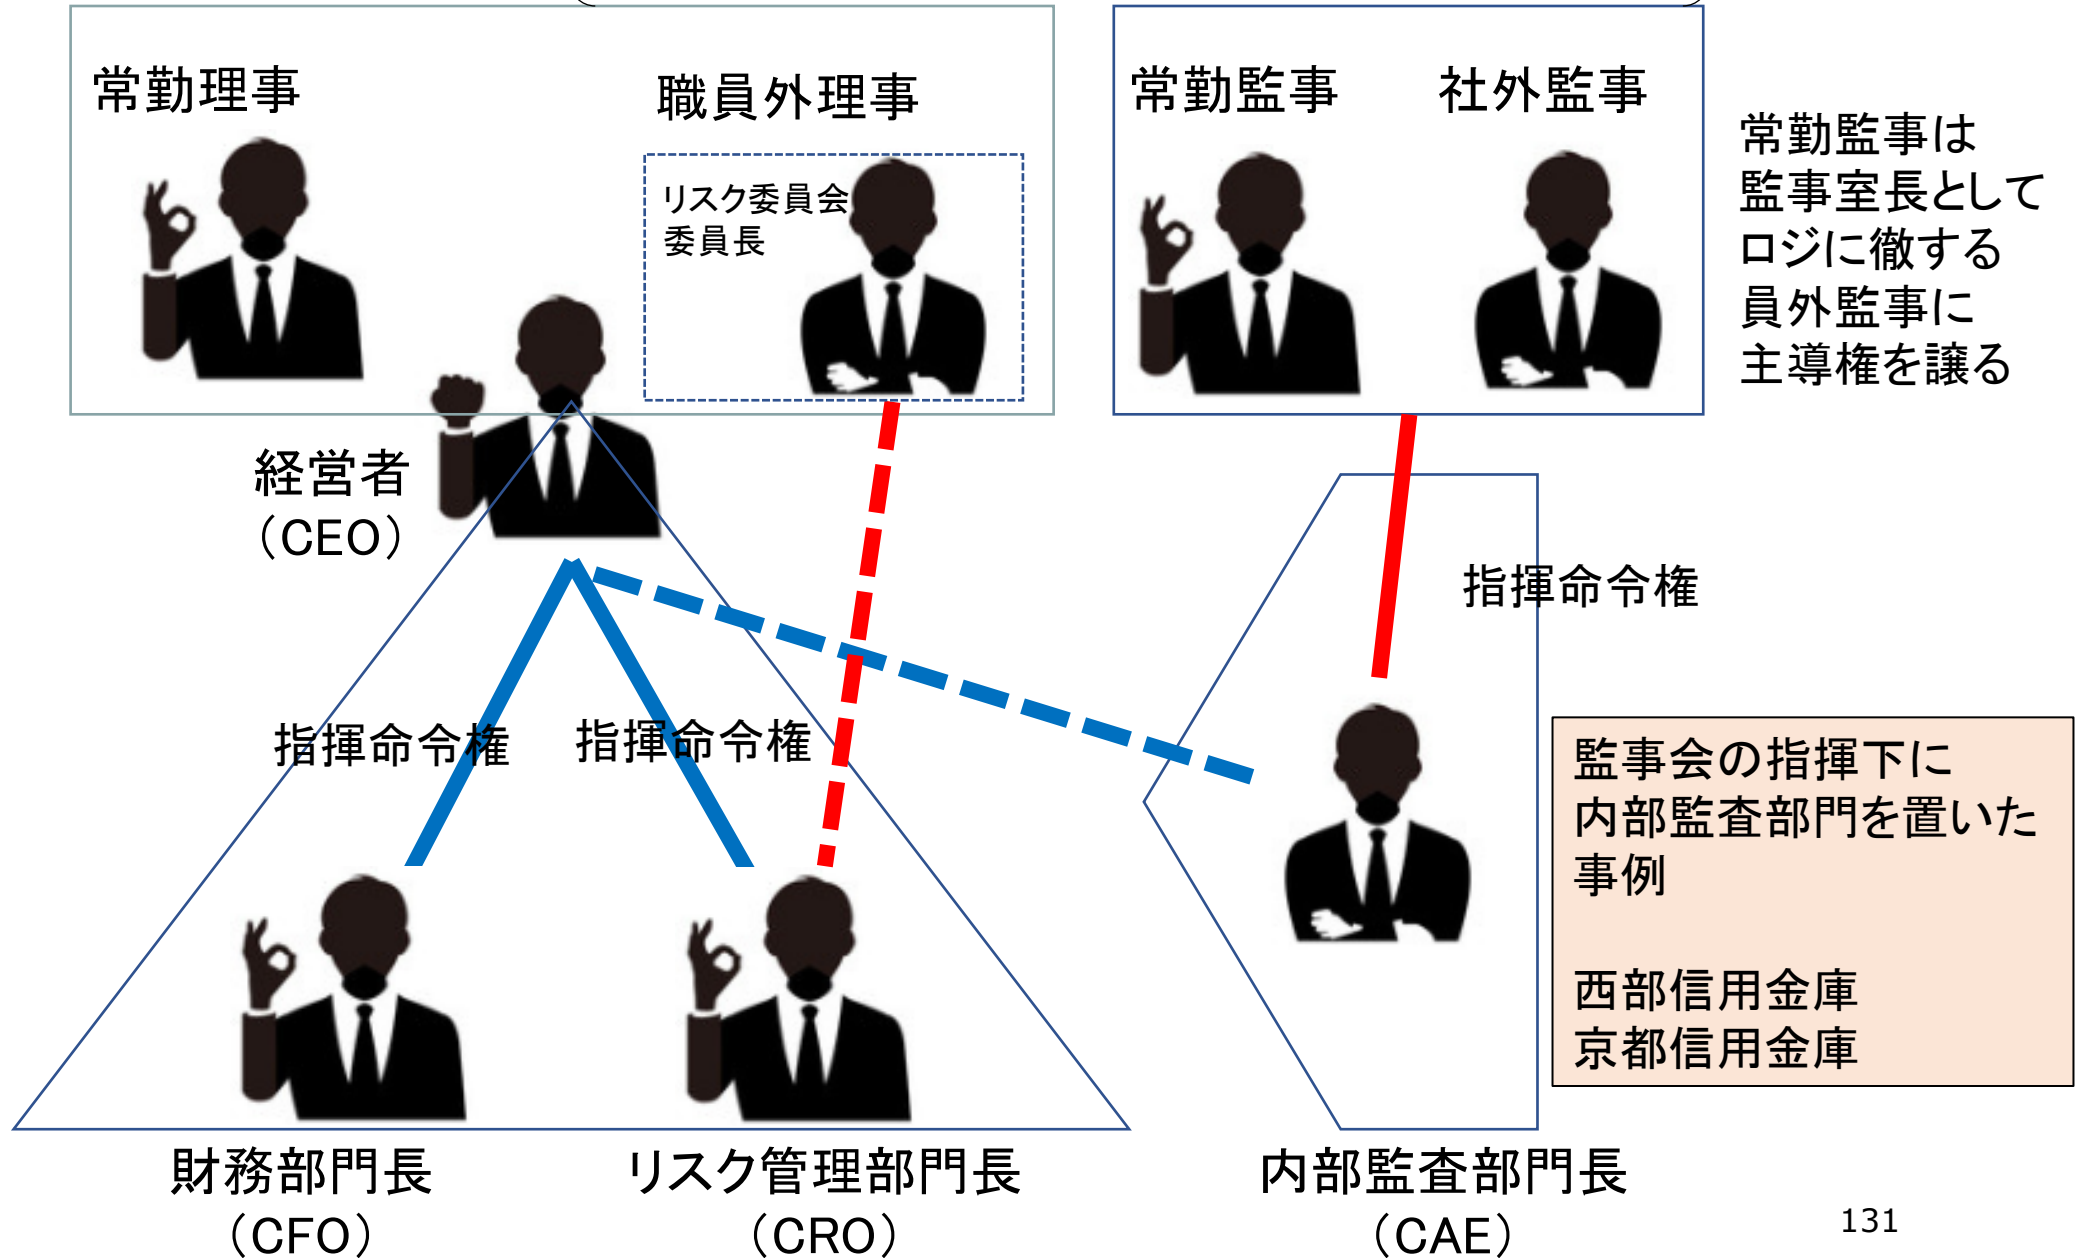 常勤理事
職員外理事
常勤監事
社外監事
リスク委員会
委員長
常勤監事は
監事室長として
ロジに徹する
員外監事に
主導権を譲る
経営者
（CEO）
指揮命令権
指揮命令権
指揮命令権
監事会の指揮下に
内部監査部門を置いた
事例
西部信用金庫
京都信用金庫
財務部門長
（CFO）
リスク管理部門長
（CRO）
内部監査部門長
（CAE）
131